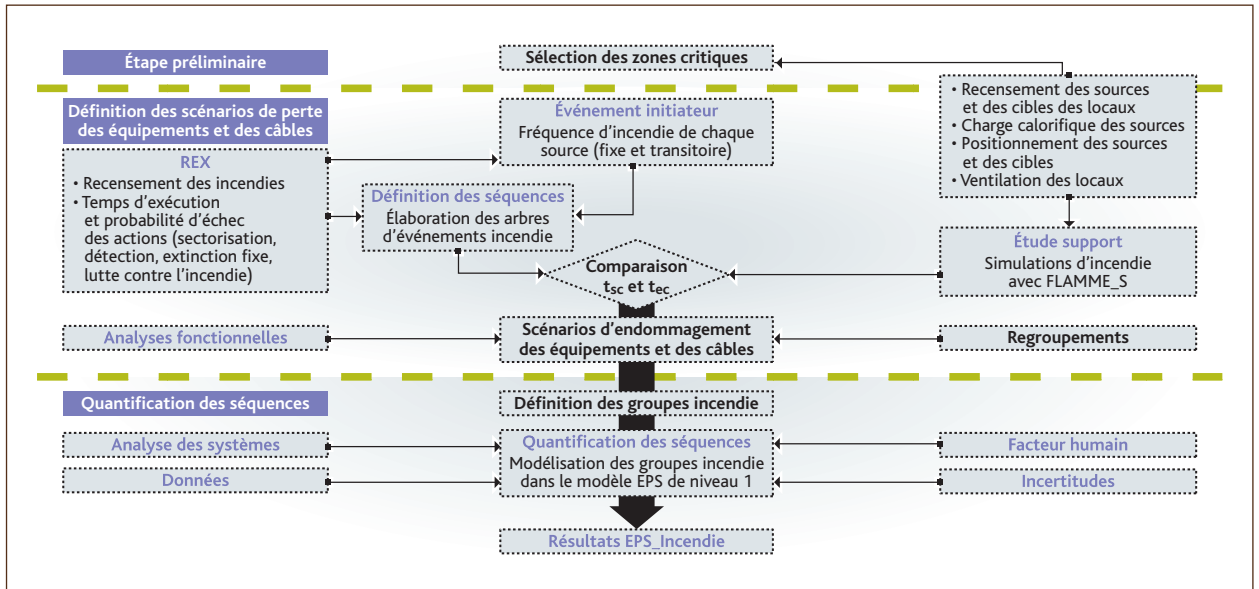 Étape préliminaire
Sélection des zones critiques
• Recensement des sources
et des cibles des locaux
• Charge calorifique des sources
• Positionnement des sources
et des cibles
• Ventilation des locaux
Définition des scénarios de perte
des équipements et des câbles
REX
• Recensement des incendies
• Temps d'exécution
et probabilité d'échec
des actions (sectorisation,
détection, extinction fixe,
lutte contre l'incendie)
Événement initiateur
Fréquence d'incendie de chaque
source (fixe et transitoire)
Définition des séquences
Élaboration des arbres
d'événements incendie
Étude support
Simulations d'incendie
avec FLAMME_S
Comparaison
tsc et tec
Analyses fonctionnelles
Scénarios d'endommagement
des équipements et des câbles
Regroupements
Quantification des séquences
Définition des groupes incendie
Analyse des systèmes
Données
Quantification des séquences
Modélisation des groupes incendie
dans le modèle EPS de niveau 1
Facteur humain
Incertitudes
Résultats EPS_Incendie